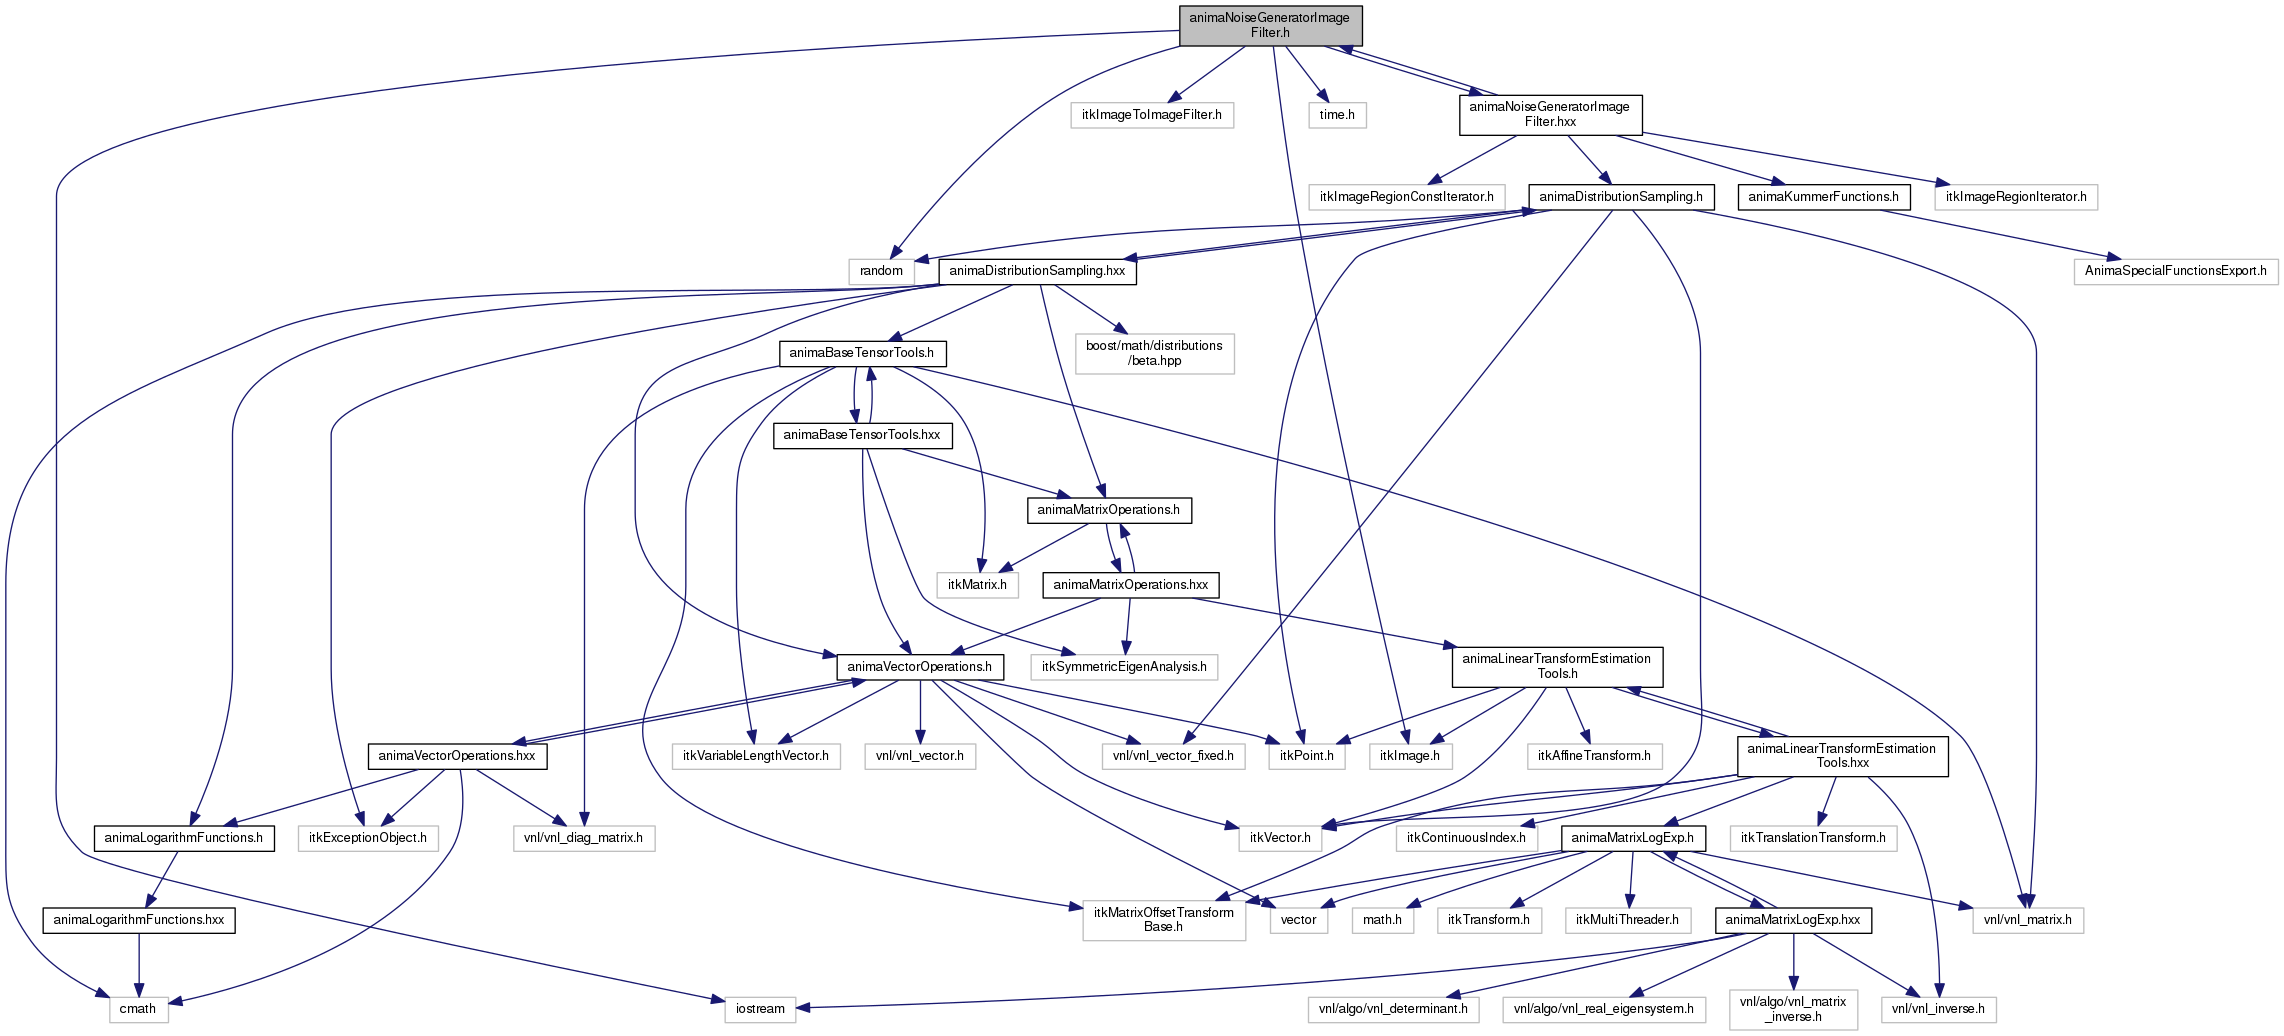 animaNoiseGeneratorImage
Filter.h
itkImageToImageFilter.h
time.h
animaNoiseGeneratorImage
Filter.hxx
itkImageRegionConstIterator.h
animaDistributionSampling.h
animaKummerFunctions.h
itkImageRegionIterator.h
random
animaDistributionSampling.hxx
AnimaSpecialFunctionsExport.h
animaBaseTensorTools.h
boost/math/distributions
/beta.hpp
animaBaseTensorTools.hxx
animaMatrixOperations.h
itkMatrix.h
animaMatrixOperations.hxx
animaVectorOperations.h
itkSymmetricEigenAnalysis.h
animaLinearTransformEstimation
Tools.h
animaVectorOperations.hxx
itkVariableLengthVector.h
vnl/vnl_vector.h
vnl/vnl_vector_fixed.h
itkPoint.h
itkImage.h
itkAffineTransform.h
animaLinearTransformEstimation
Tools.hxx
animaLogarithmFunctions.h
itkExceptionObject.h
vnl/vnl_diag_matrix.h
itkVector.h
itkContinuousIndex.h
animaMatrixLogExp.h
itkTranslationTransform.h
animaLogarithmFunctions.hxx
itkMatrixOffsetTransform
Base.h
vector
math.h
itkTransform.h
itkMultiThreader.h
animaMatrixLogExp.hxx
vnl/vnl_matrix.h
cmath
iostream
vnl/algo/vnl_determinant.h
vnl/algo/vnl_real_eigensystem.h
vnl/algo/vnl_matrix
_inverse.h
vnl/vnl_inverse.h